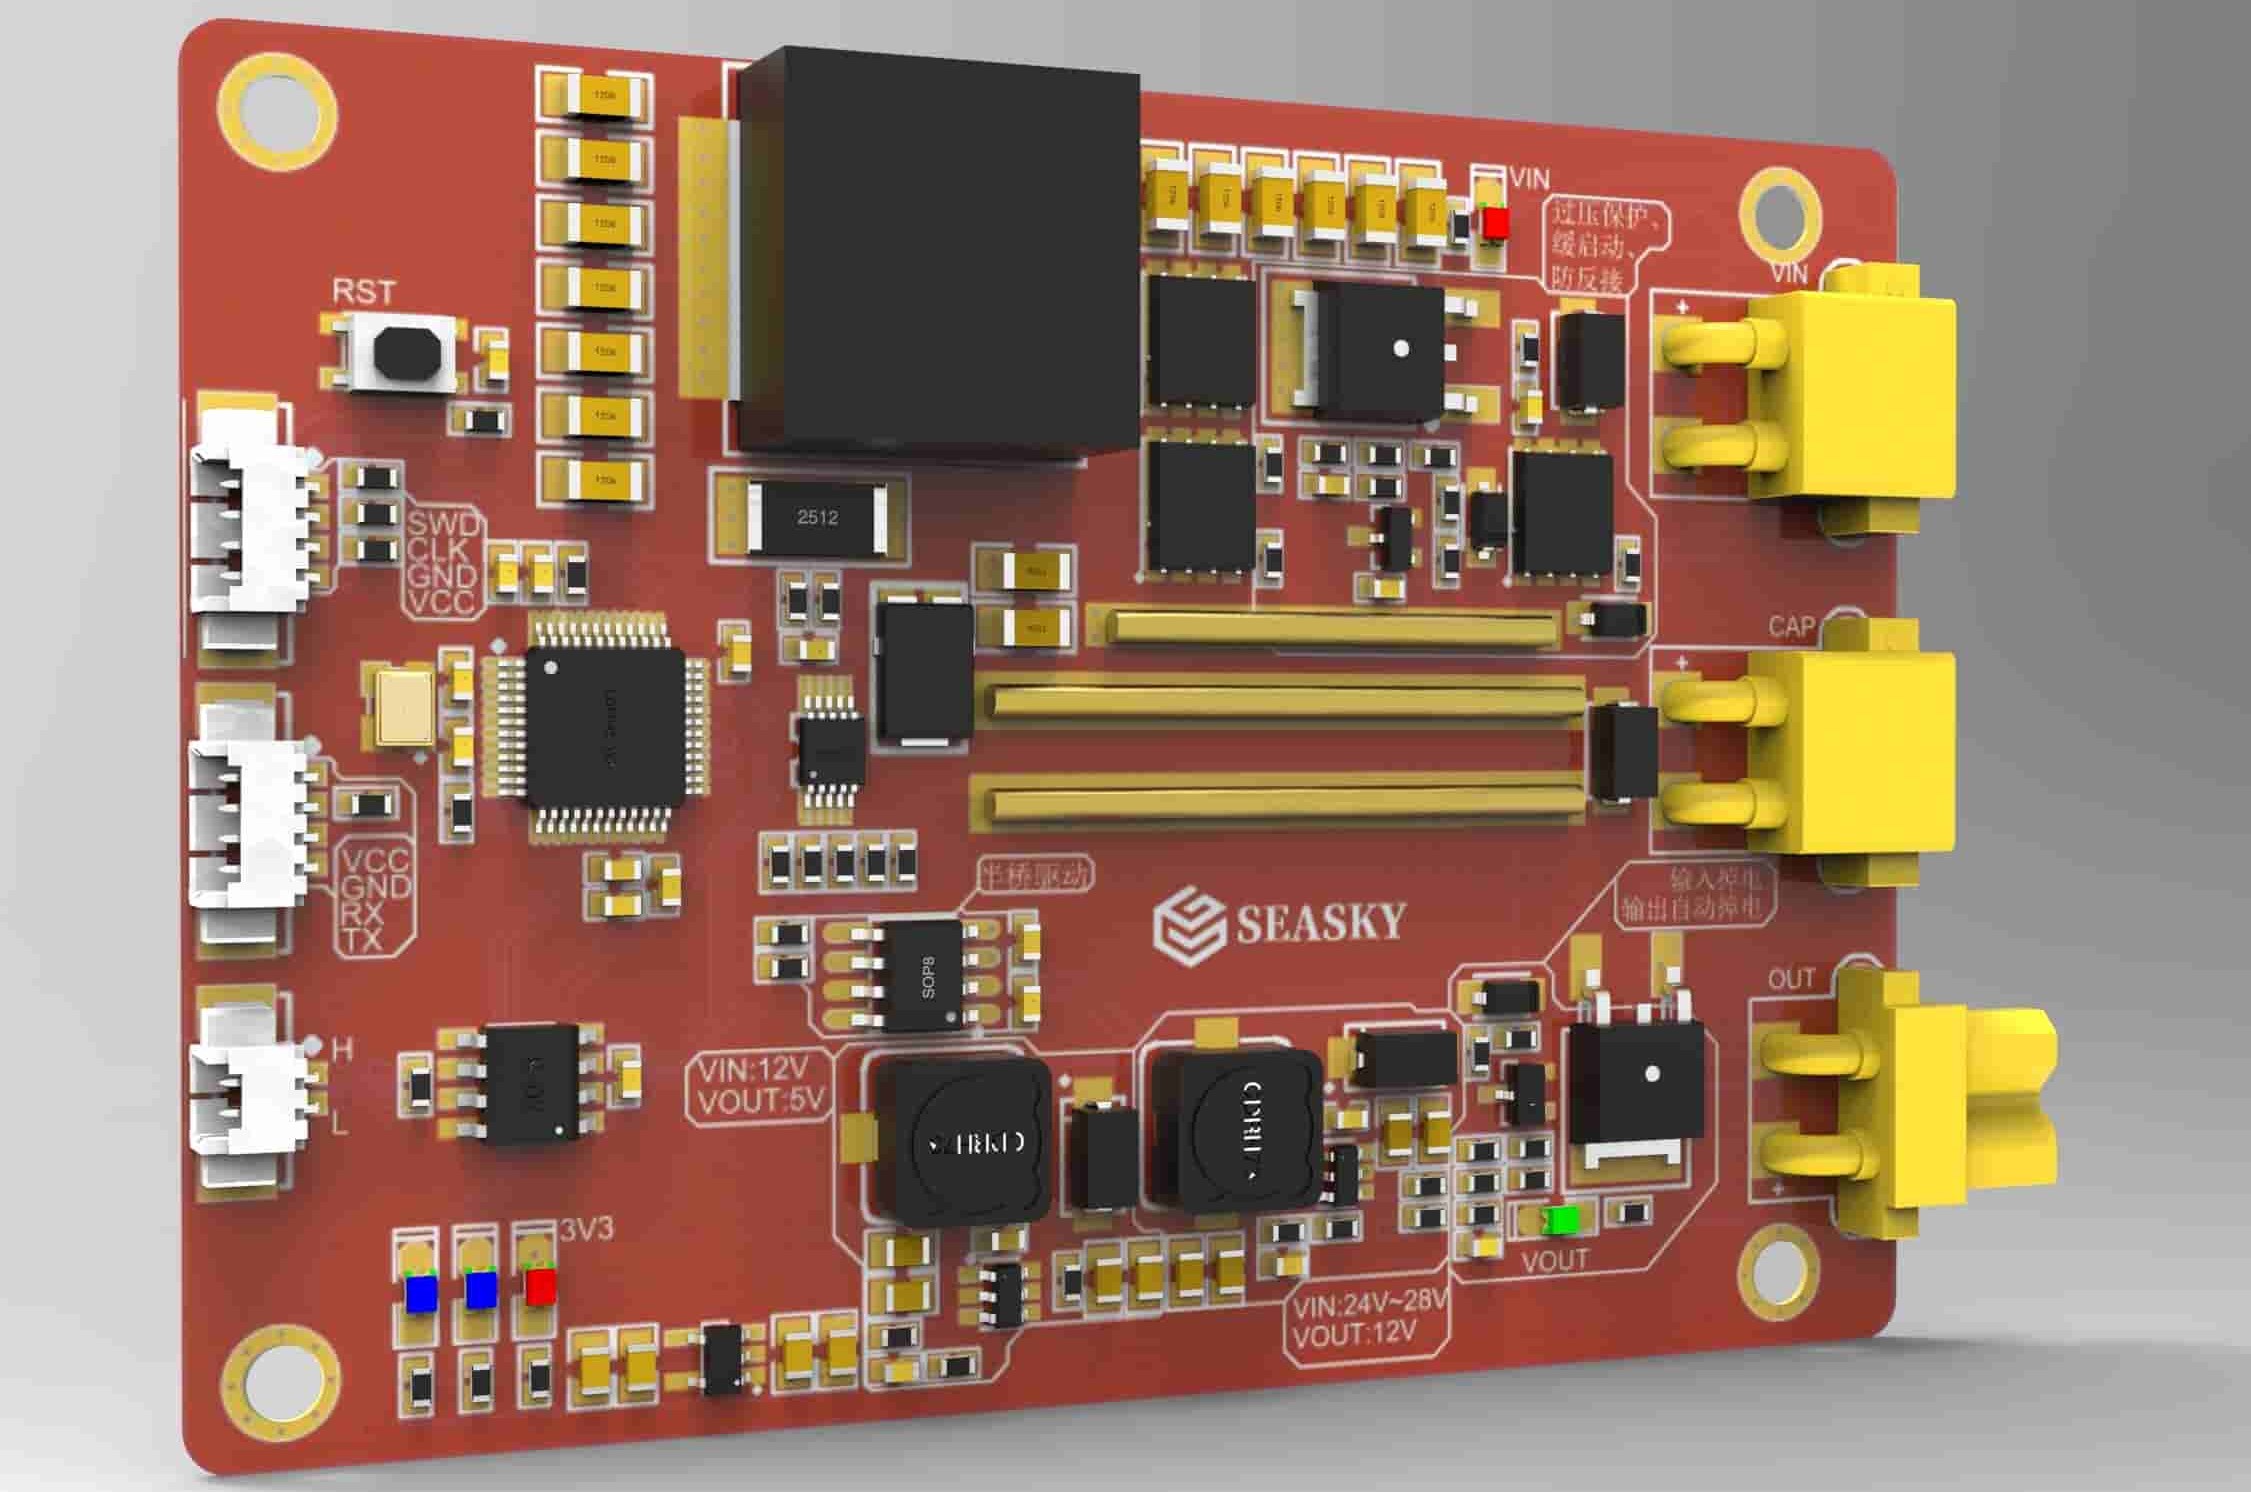 RST
VIN
过压保护、
缓启动、
防反接
VIN
+
2512
SWD
CLK
GND
VCC
CAP
+
VCC
GND
RX
TX
半桥驱动
SEASKY
输入掉电
输出自动掉电
SOP8
OUT
+
H
L
VIN:12V
VOUT:5V
3V3
VOUT
VIN:24V~28V
VOUT:12V